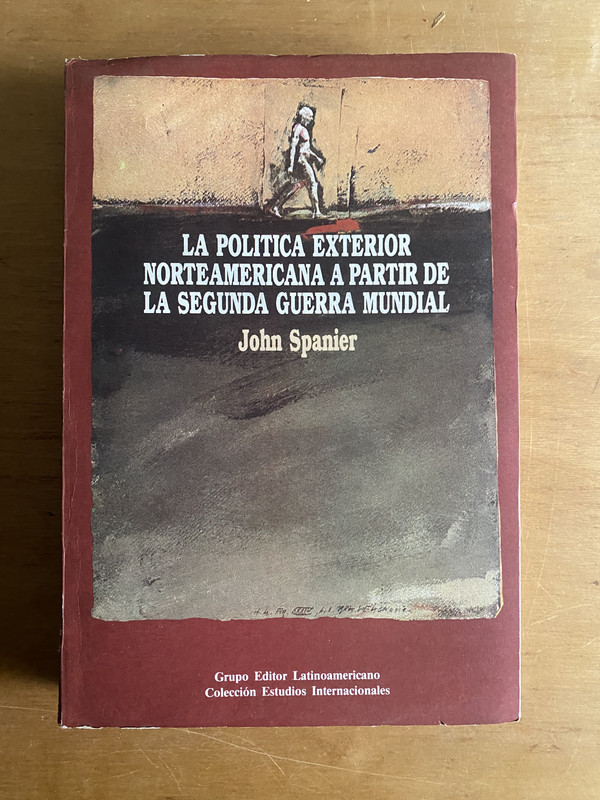 LA POLITICA EXTERIOR
NORTEAMERICANA A PARTIR DE
LA SEGUNDA GUERRA MUNDIAL
John Spanier
Grupo Editor Latinoamericano
Colección Estudios Internacionales